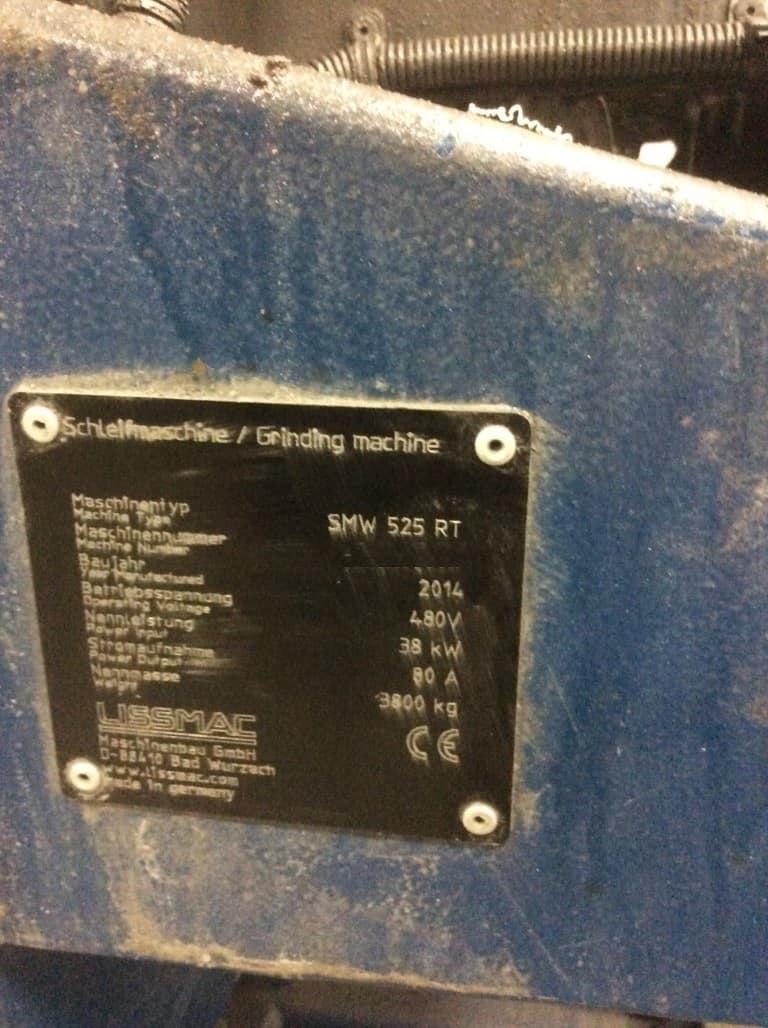 Schleifmaschine / Grinding machine
Maschinentyp
Machine Type
SMW 525 RT
Maschinennummer
Machine Number
Baujahr
Year Manufactured
2014
Betriebsspannung
Operating Voltage
480V
Nennleistung
Power Input
38 kW
Stromaufnahme
Power Output
80 A
Nennmasse
Weight
3800 kg
LISSMAC
Maschinenbau GmbH
D-88410 Bad Wurzach
www.lissmac.com
made in germany
CE